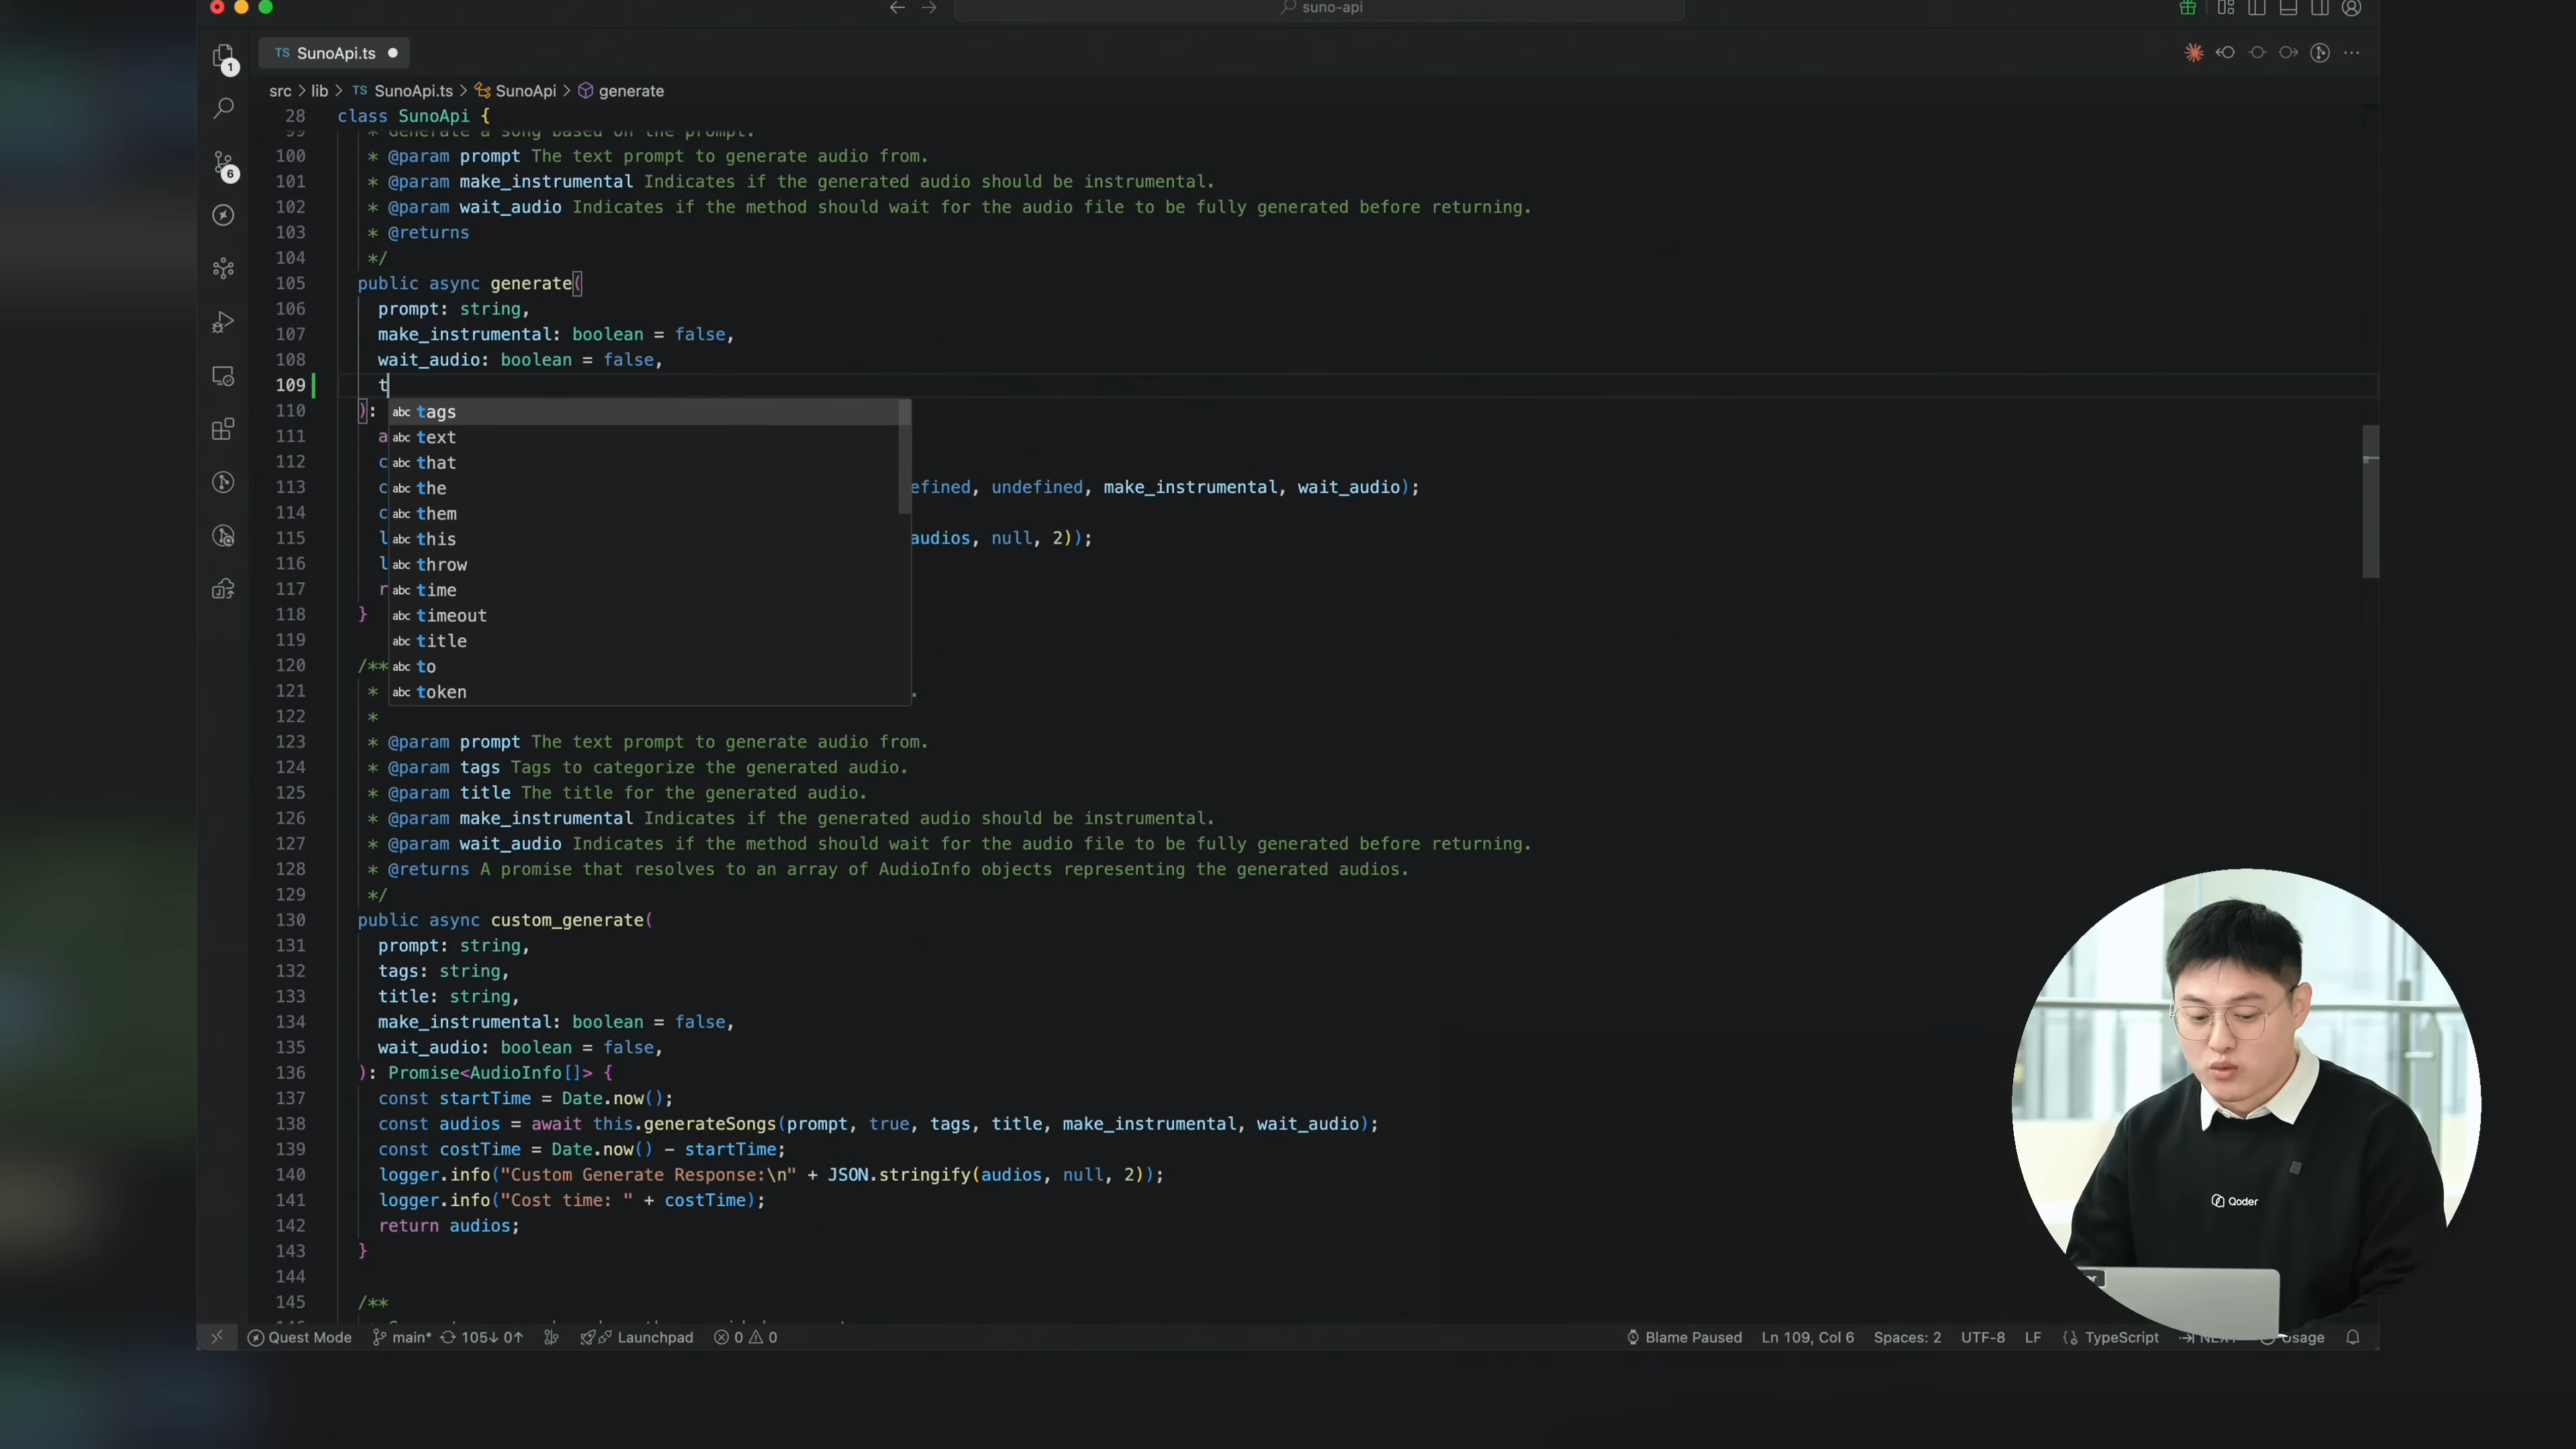 suno-api
1
TS SunoApi.ts
src > lib > TS SunoApi.ts > SunoApi > generate
28 class SunoApi {
99 * Generate a song based on the prompt.
100 * @param prompt The text prompt to generate audio from.
101 * @param make_instrumental Indicates if the generated audio should be instrumental.
102 * @param wait_audio Indicates if the method should wait for the audio file to be fully generated before returning.
6
103 * @returns
104 */
105 public async generate(
106 prompt: string,
107 make_instrumental: boolean = false,
108 wait_audio: boolean = false,
109 t
110 ): abc tags
111 a abc text
112 c abc that
113 c abc the efined, undefined, make_instrumental, wait_audio);
114 c abc them
115 l abc this audios, null, 2));
116 l abc throw
117 r abc time
118 } abc timeout
119 abc title
120 /** abc to
121 * abc token .
122 *
123 * @param prompt The text prompt to generate audio from.
124 * @param tags Tags to categorize the generated audio.
125 * @param title The title for the generated audio.
126 * @param make_instrumental Indicates if the generated audio should be instrumental.
127 * @param wait_audio Indicates if the method should wait for the audio file to be fully generated before returning.
128 * @returns A promise that resolves to an array of AudioInfo objects representing the generated audios.
129 */
130 public async custom_generate(
131 prompt: string,
132 tags: string,
133 title: string,
134 make_instrumental: boolean = false,
135 wait_audio: boolean = false,
136 ): Promise<AudioInfo[]> {
137 const startTime = Date.now();
138 const audios = await this.generateSongs(prompt, true, tags, title, make_instrumental, wait_audio);
139 const costTime = Date.now() - startTime;
140 logger.info("Custom Generate Response:\n" + JSON.stringify(audios, null, 2));
141 logger.info("Cost time: " + costTime);
142 return audios;
143 }
144
145 /**
Qoder
Quest Mode main* 105↓ 0↑ Launchpad 0 0 Blame Paused Ln 109, Col 6 Spaces: 2 UTF-8 LF TypeScript Usage